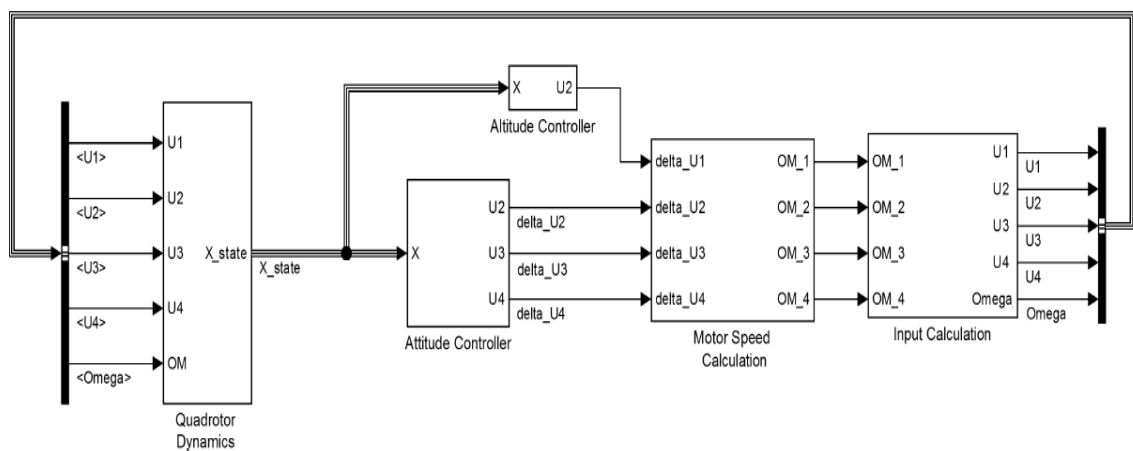 X U2
Altitude Controller
<U1>
<U2>
<U3>
<U4>
<Omega>
U1
U2
U3
U4
OM
X_state
Quadrotor
Dynamics
X_state
X
U2
U3
U4
Attitude Controller
delta_U2
delta_U3
delta_U4
delta_U1
delta_U2
delta_U3
delta_U4
OM_1
OM_2
OM_3
OM_4
Motor Speed
Calculation
OM_1
OM_2
OM_3
OM_4
U1
U2
U3
U4
Omega
Input Calculation
U1
U2
U3
U4
Omega